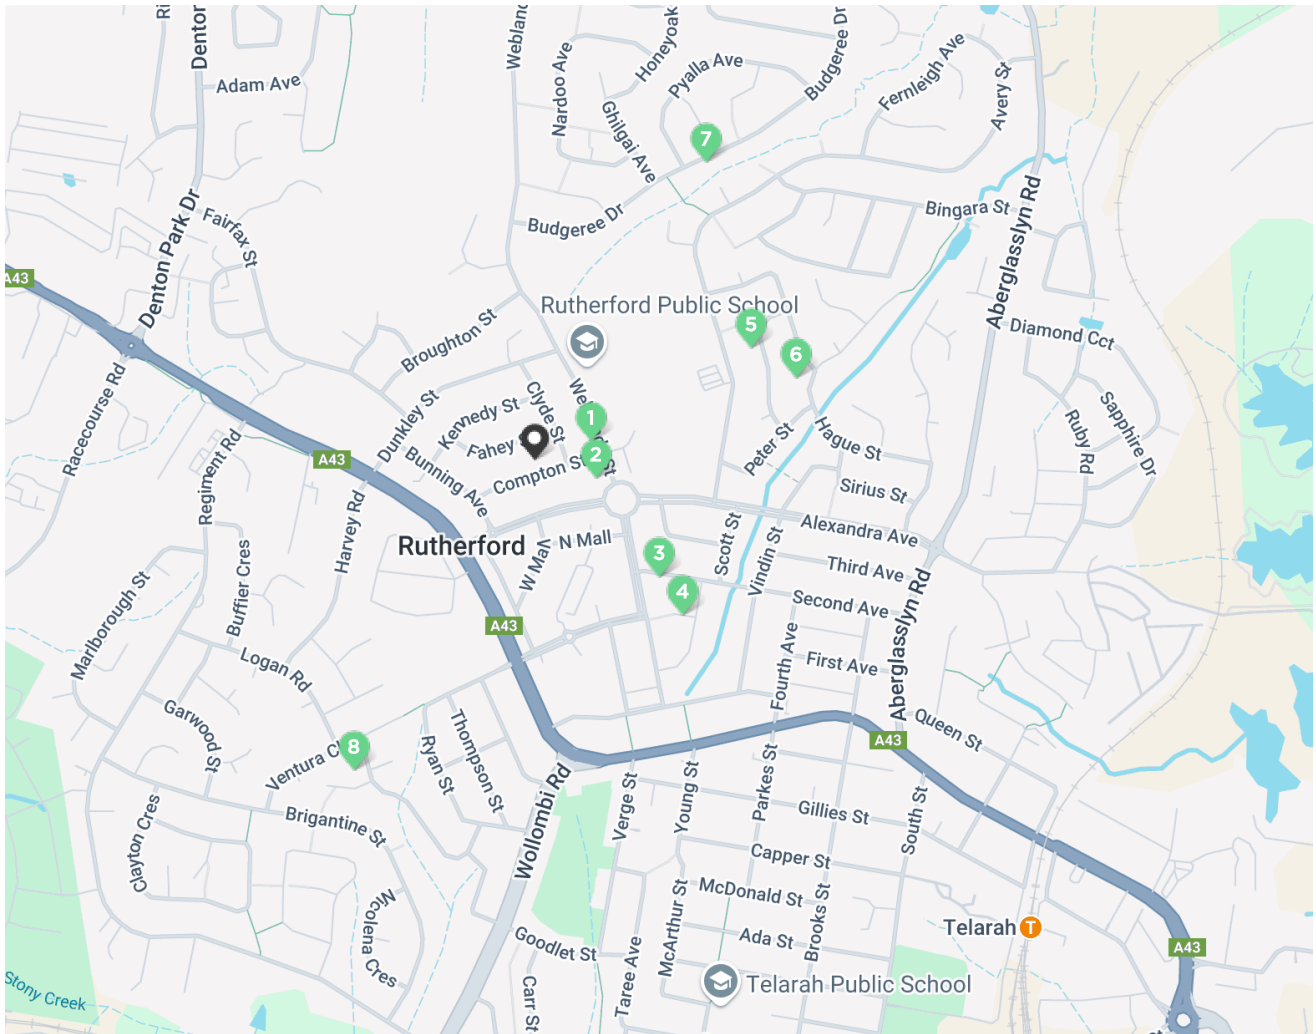 Denton
Adam Ave
Nardoo Ave
Honeyoak
Pyalla Ave
Budgeree Dr
Fernleigh Ave
Avery St
Ghilgai Ave
7
Denton Park Dr
Fairfax St
Budgeree Dr
Bingara St
Aberglasslyn Rd
A43
Rutherford Public School
Broughton St
5
6
Diamond Cct
Racecourse Rd
Dunkley St
Kennedy St
Clyde St
1
Sapphire Dr
Ruby Rd
Fahey
Peter St
Hague St
Regiment Rd
A43
Bunning Ave
Compton St
2
Sirius St
Harvey Rd
Alexandra Ave
Rutherford
N Mall
W Mall
3
Scott St
Vindin St
Third Ave
Marlborough St
Buffier Cres
4
Second Ave
Aberglasslyn Rd
A43
Logan Rd
First Ave
Fourth Ave
Garwood St
Thompson St
Ryan St
Queen St
A43
Ventura
8
Wollombi Rd
Verge St
Young St
Parkes St
Gillies St
South St
Clayton Cres
Brigantine St
Capper St
McDonald St
Nicolena Cres
McArthur St
Brooks St
Telarah
T
Goodlet St
Taree Ave
Ada St
A43
Carr St
Telarah Public School
Stony Creek